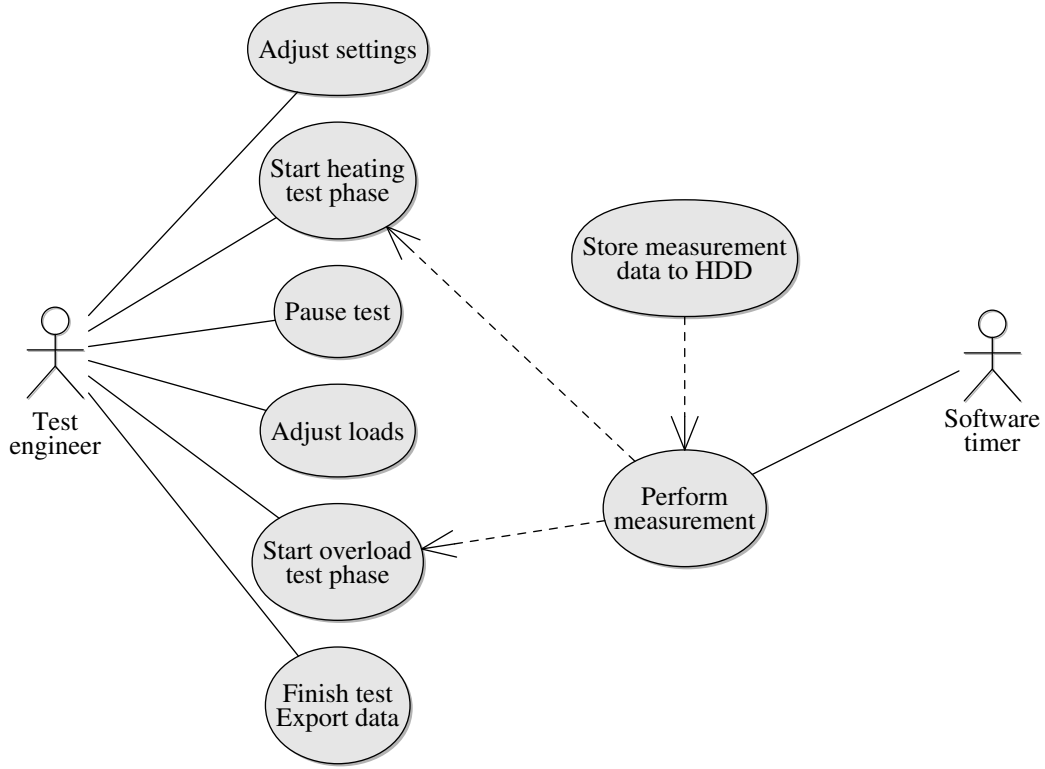 Adjust settings
Start heating
test phase
Store measurement
data to HDD
Pause test
Test
engineer
Adjust loads
Software
timer
Perform
measurement
Start overload
test phase
Finish test
Export data